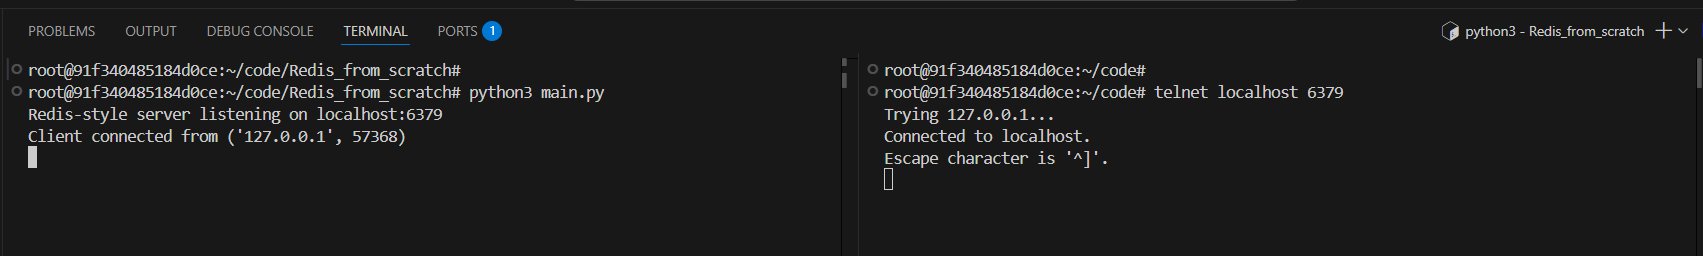 PROBLEMS OUTPUT DEBUG CONSOLE TERMINAL PORTS 1
python3 - Redis_from_scratch
root@91f340485184d0ce:~/code/Redis_from_scratch#
root@91f340485184d0ce:~/code/Redis_from_scratch# python3 main.py
Redis-style server listening on localhost:6379
Client connected from ('127.0.0.1', 57368)
root@91f340485184d0ce:~/code#
root@91f340485184d0ce:~/code# telnet localhost 6379
Trying 127.0.0.1...
Connected to localhost.
Escape character is '^]'.